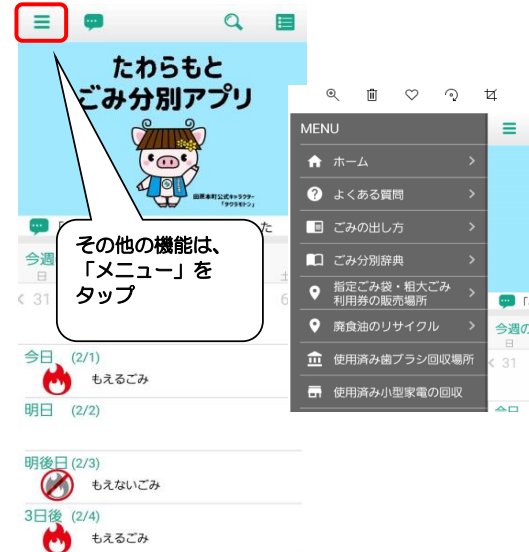 たわらもと
ごみ分別アプリ
田原本町公式キャラクター
「タワラモトン」
「
た
今週
日
土
31
6
その他の機能は、
「メニュー」を
タップ
今日 (2/1)
もえるごみ
明日 (2/2)
明後日 (2/3)
もえないごみ
3日後 (2/4)
もえるごみ
MENU
ホーム
よくある質問
ごみの出し方
ごみ分別辞典
指定ごみ袋・粗大ごみ
利用券の販売場所
廃食油のリサイクル
使用済み歯ブラシ回収場所
使用済み小型家電の回収
今週の
日
31
今日